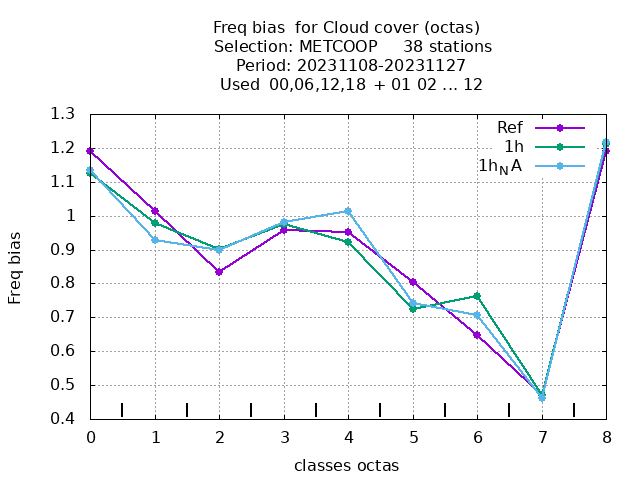 Freq bias  for Cloud cover (octas)
Selection: METCOOP     38 stations
Period: 20231108-20231127
Used  00,06,12,18  + 01 02 ... 12
Ref
1h
1h_N A
Freq bias
1.3
1.2
1.1
1
0.9
0.8
0.7
0.6
0.5
0.4
0 1 2 3 4 5 6 7 8
classes octas